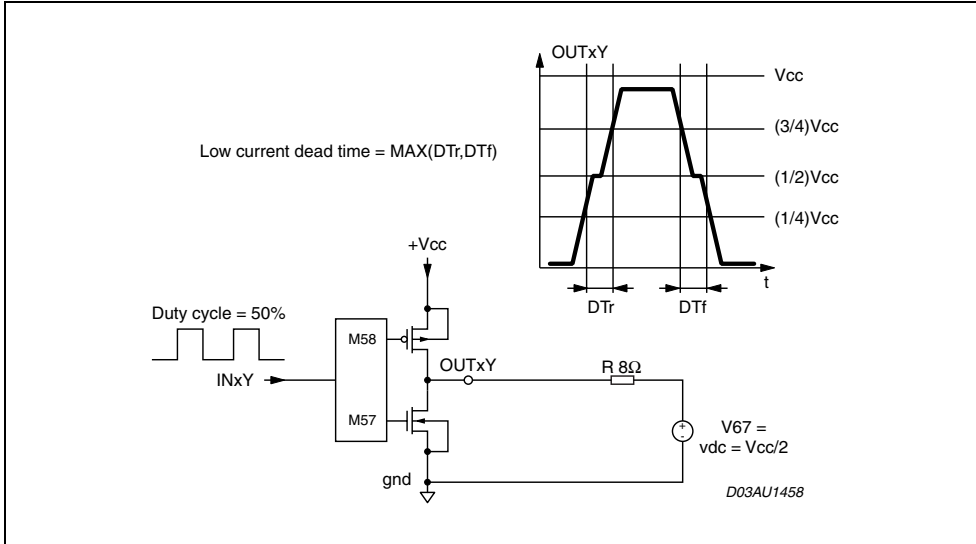 OUTxY
Vcc
(3/4)Vcc
Low current dead time = MAX(DTr,DTf)
(1/2)Vcc
(1/4)Vcc
+Vcc
t
DTr
DTf
Duty cycle = 50%
M58
OUTxY
R 8Ω
INxY
M57
V67 =
vdc = Vcc/2
+
-
gnd
D03AU1458